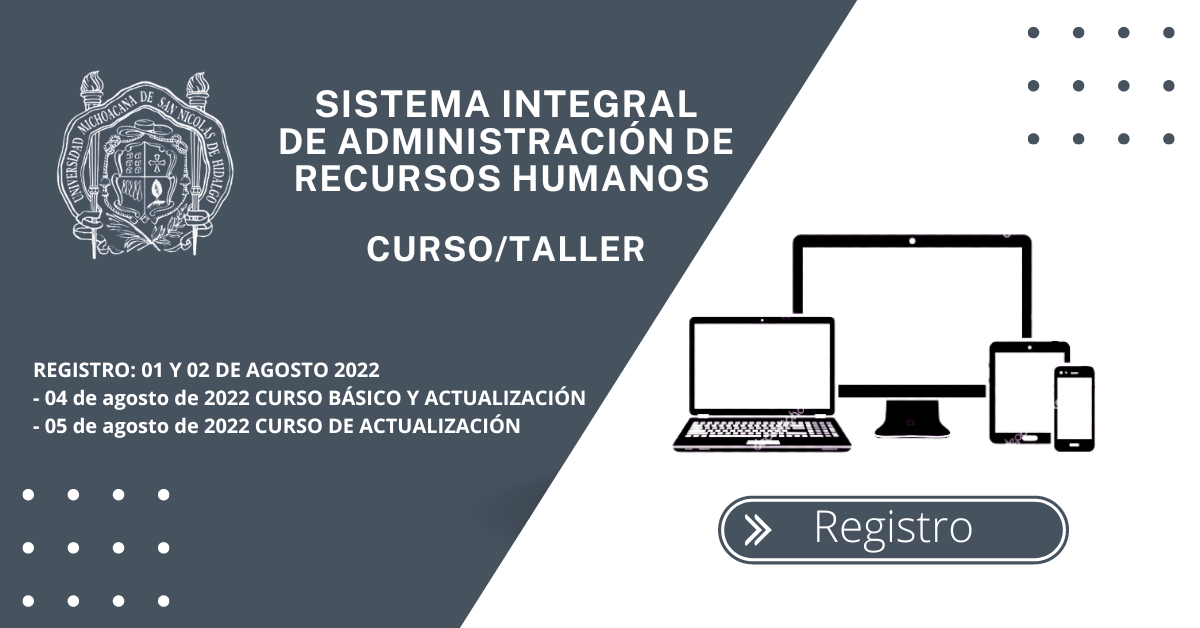 UNIVERSIDAD MICHOACANA DE SAN NICOLAS DE HIDALGO
SISTEMA INTEGRAL
DE ADMINISTRACIÓN DE
RECURSOS HUMANOS
CURSO/TALLER
REGISTRO: 01 Y 02 DE AGOSTO 2022
- 04 de agosto de 2022 CURSO BÁSICO Y ACTUALIZACIÓN
- 05 de agosto de 2022 CURSO DE ACTUALIZACIÓN
Registro